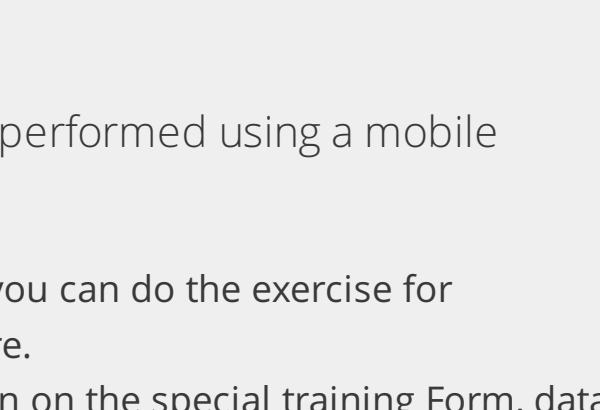 performed using a mobile
you can do the exercise for
re.
n on the special training Form, data